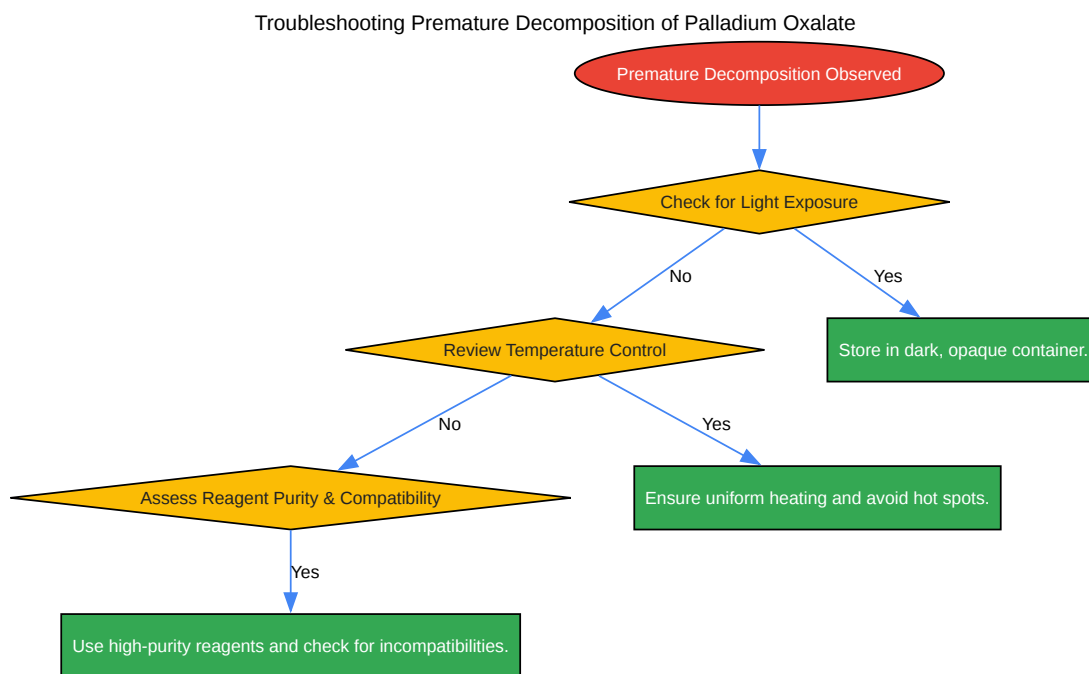 Troubleshooting Premature Decomposition of Palladium Oxalate
Premature Decomposition Observed
Check for Light Exposure
No
Yes
Review Temperature Control
Store in dark, opaque container.
No
Yes
Assess Reagent Purity & Compatibility
Ensure uniform heating and avoid hot spots.
Yes
Use high-purity reagents and check for incompatibilities.